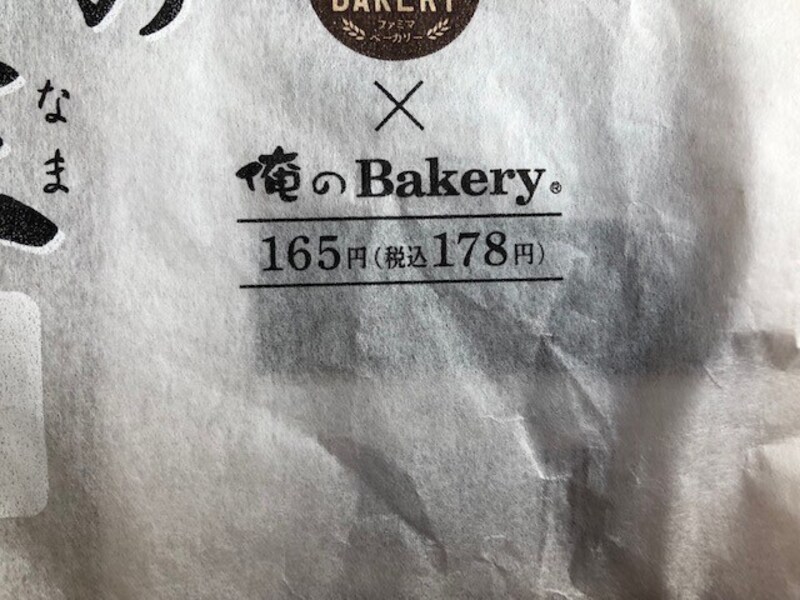 の
なま
BAKERY
ファミマ
ベーカリー
×
俺のBakery®
165円(税込178円)